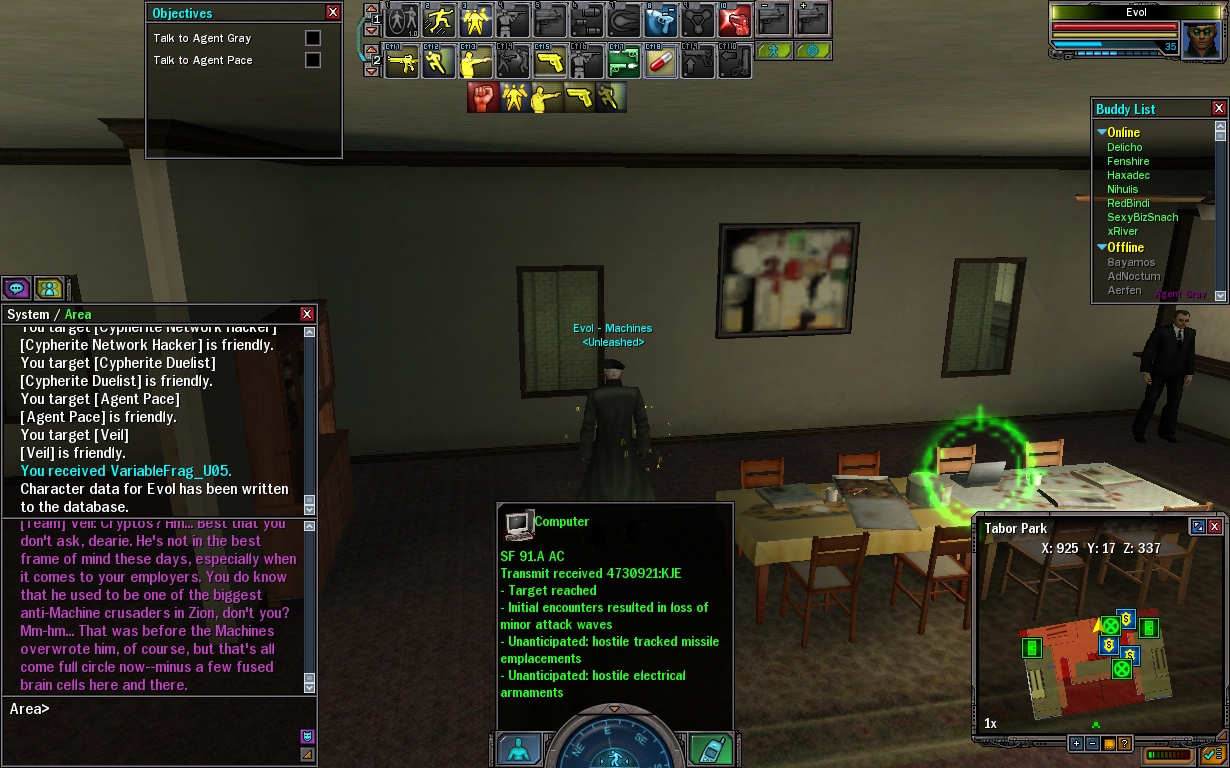 Objectives
Talk to Agent Gray
Talk to Agent Pace
1
2
Evol
35
Buddy List
Online
Delicho
Fenshire
Haxadec
Nihulis
RedBindi
SexyBizSnach
xRiver
Offline
Bayamos
AdNoctum
Aerfen
Agent Gray
Evol - Machines
<Unleashed>
System / Area
You target [Cypherite Network Hacker]
[Cypherite Network Hacker] is friendly.
You target [Cypherite Duelist]
[Cypherite Duelist] is friendly.
You target [Agent Pace]
[Agent Pace] is friendly.
You target [Veil]
[Veil] is friendly.
You received VariableFrag_U05.
Character data for Evol has been written
to the database.
[Team] Veil: Cryptos? Hm... Best that you
don't ask, dearie. He's not in the best
frame of mind these days, especially when
it comes to your employers. You do know
that he used to be one of the biggest
anti-Machine crusaders in Zion, don't you?
Mm-hm... That was before the Machines
overwrote him, of course, but that's all
come full circle now--minus a few fused
brain cells here and there.
Area>
Computer
SF 91.A AC
Transmit received 4730921:KJE
- Target reached
- Initial encounters resulted in loss of
minor attack waves
- Unanticipated: hostile tracked missile
emplacements
- Unanticipated: hostile electrical
armaments
NE E SE
Tabor Park
X: 925 Y: 17 Z: 337
1x